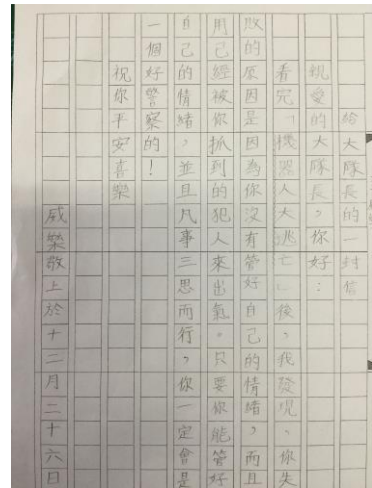 給大隊長的一封信
親愛的大隊長，你好：
看完「機器人大逃亡」後，我發現、你失
敗的原因是因為你沒有管好自己的情緒，而且
用己經被你抓到的犯人來出氣。只要你能管好
自己的情緒，並且凡事三思而行，你一定會是
一個好警察的！
祝你平安喜樂
威樂敬上於十二月二十六日